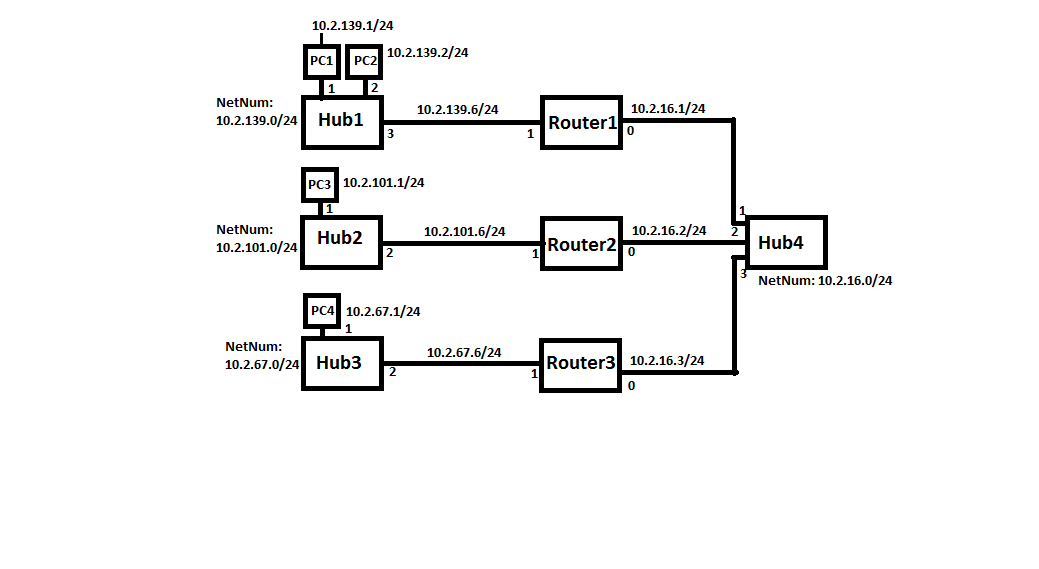 10.2.139.1/24
PC1
PC2
10.2.139.2/24
1
2
NetNum:
10.2.139.0/24
Hub1
3
10.2.139.6/24
1
Router1
0
10.2.16.1/24
PC3
10.2.101.1/24
1
NetNum:
10.2.101.0/24
Hub2
2
10.2.101.6/24
1
Router2
0
10.2.16.2/24
1
2
3
Hub4
NetNum: 10.2.16.0/24
PC4
10.2.67.1/24
1
NetNum:
10.2.67.0/24
Hub3
2
10.2.67.6/24
1
Router3
0
10.2.16.3/24